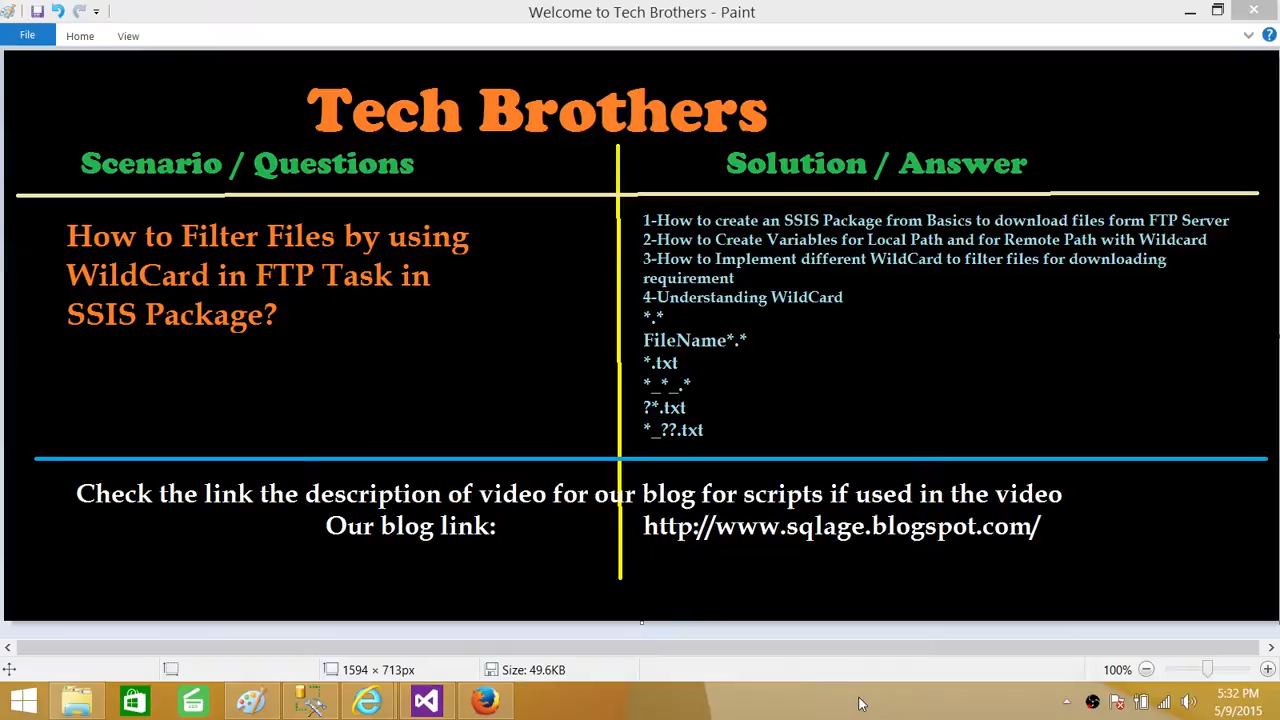 Welcome to Tech Brothers - Paint
File Home View
Tech Brothers
Scenario / Questions
Solution / Answer
How to Filter Files by using
WildCard in FTP Task in
SSIS Package?
1-How to create an SSIS Package from Basics to download files form FTP Server
2-How to Create Variables for Local Path and for Remote Path with Wildcard
3-How to Implement different WildCard to filter files for downloading
requirement
4-Understanding WildCard
*.*
FileName*.*
*.txt
*_*_.*
?*.txt
*_??.txt
Check the link the description of video for our blog for scripts if used in the video
Our blog link: http://www.sqlage.blogspot.com/
1594 × 713px
Size: 49.6KB
100%
5:32 PM
5/9/2015